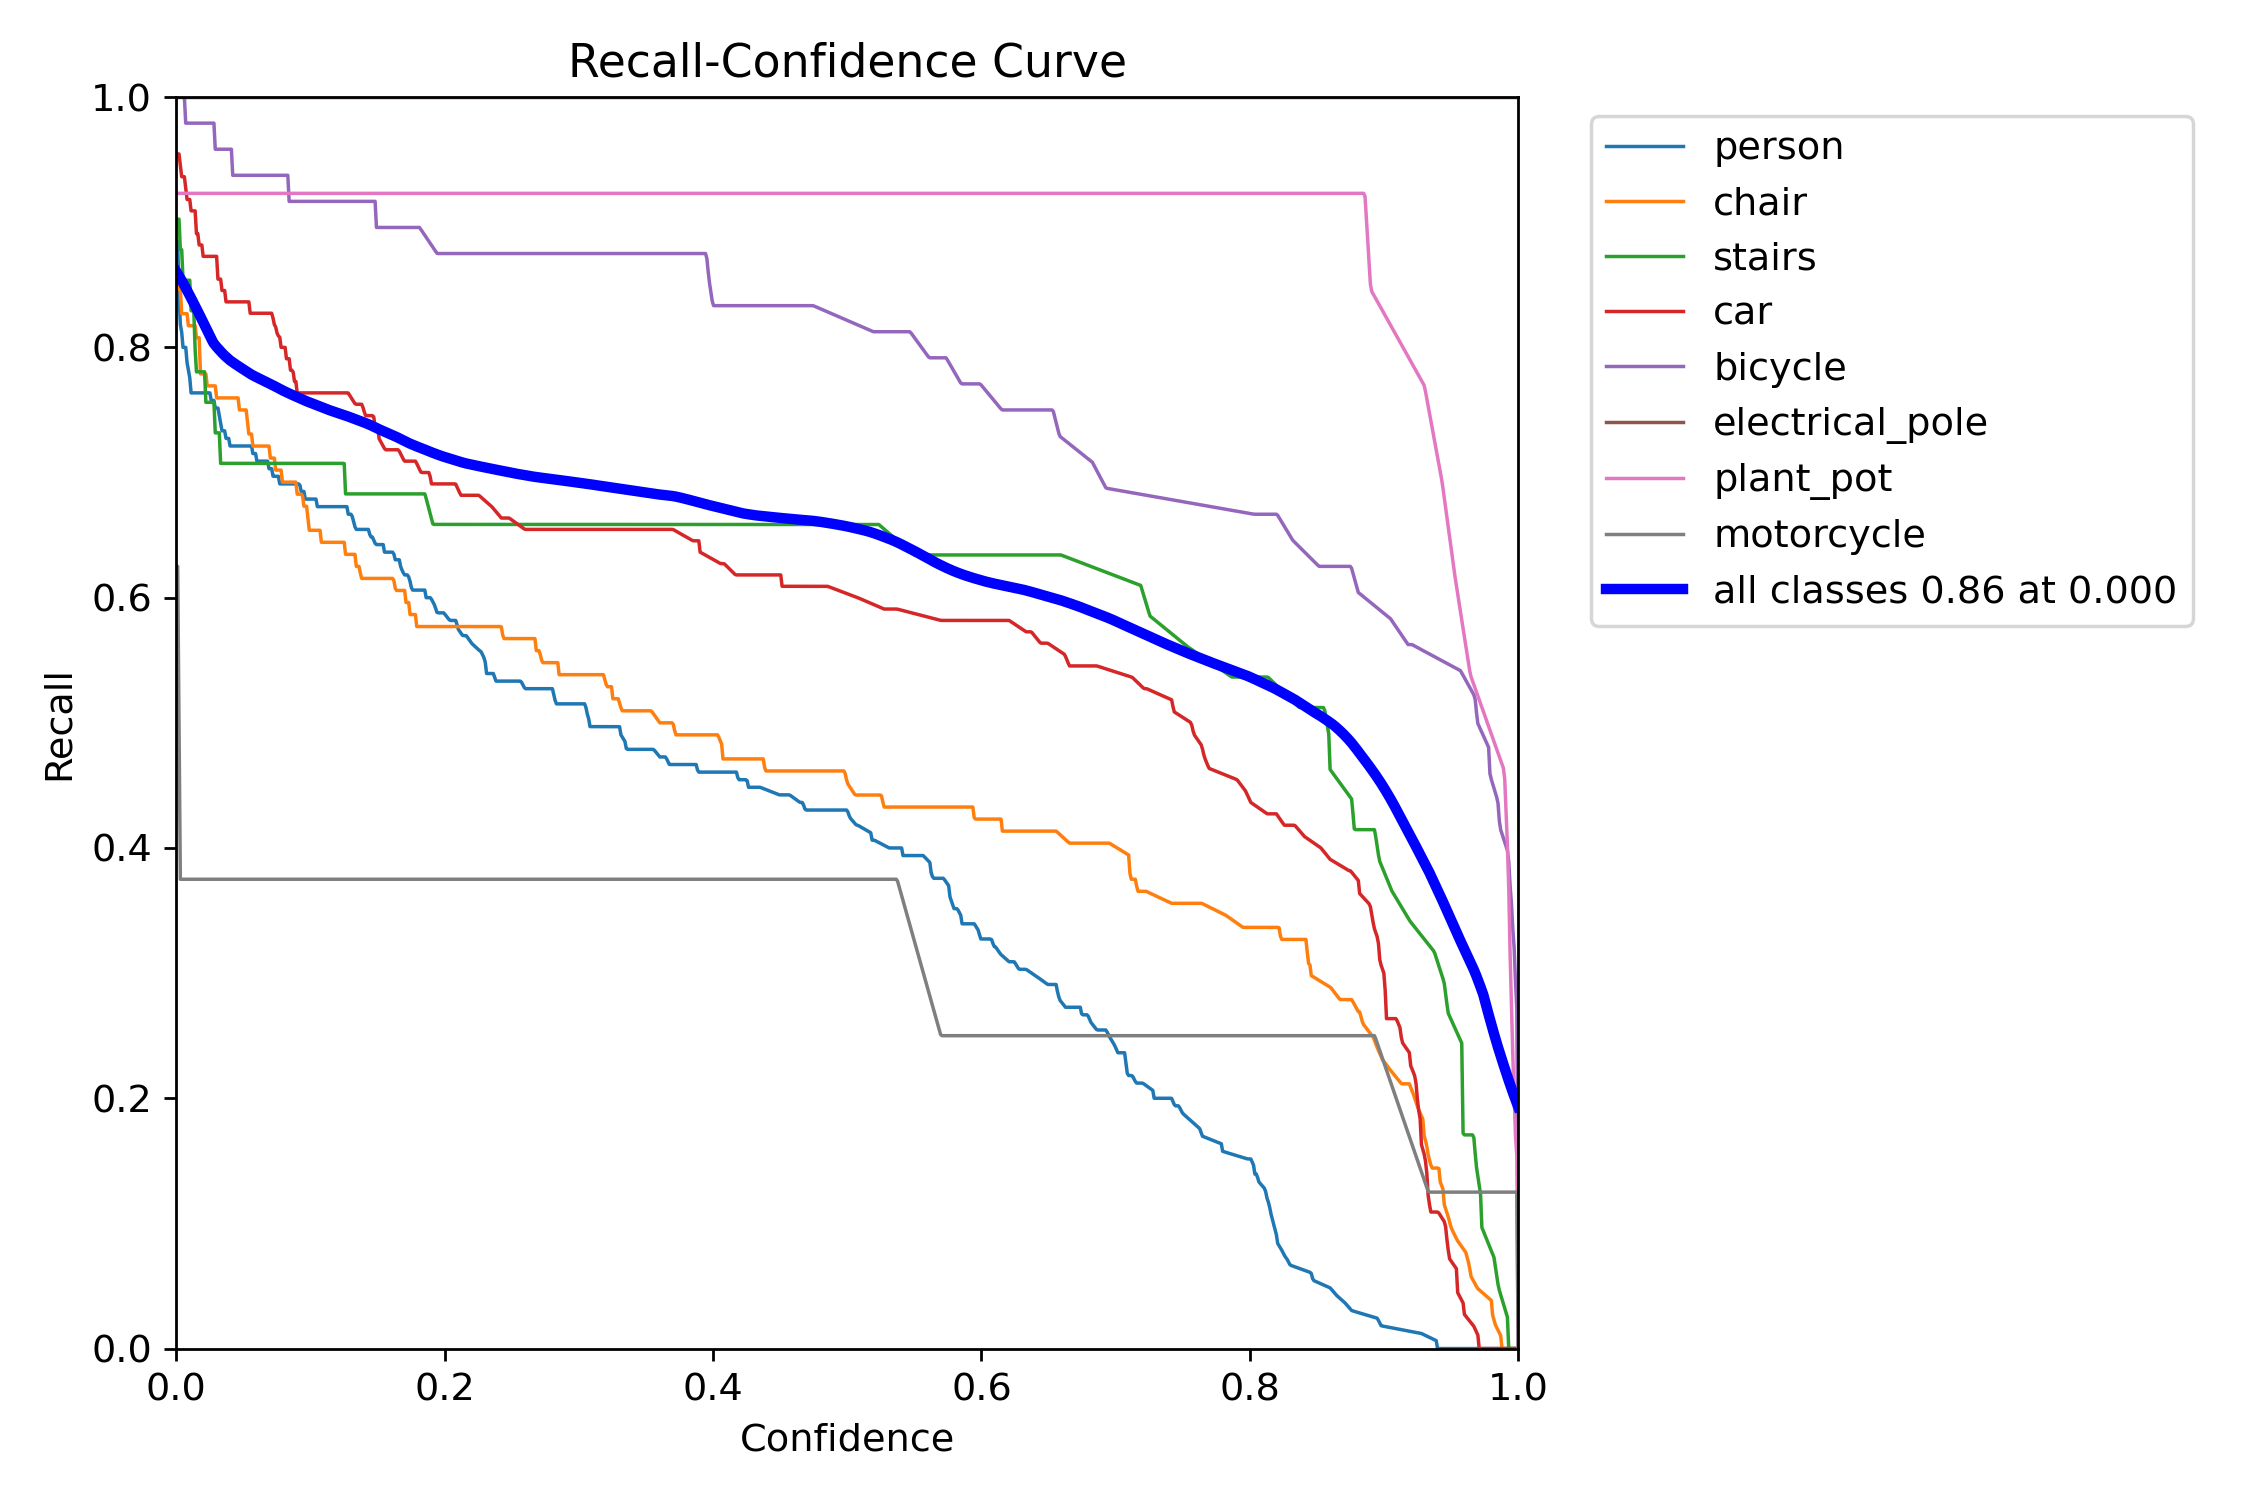 Recall-Confidence Curve
1.0
0.8
0.6
0.4
0.2
0.0
Recall
0.0 0.2 0.4 0.6 0.8 1.0
Confidence
person
chair
stairs
car
bicycle
electrical_pole
plant_pot
motorcycle
all classes 0.86 at 0.000